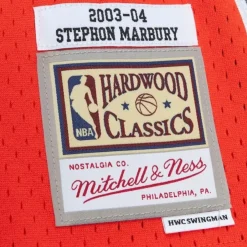 2003-04
STEPHON MARBURY
HARDWOOD
CLASSICS
NBA
NOSTALGIA CO.
Mitchell & Ness
PHILADELPHIA, PA.
HWC SWINGMAN